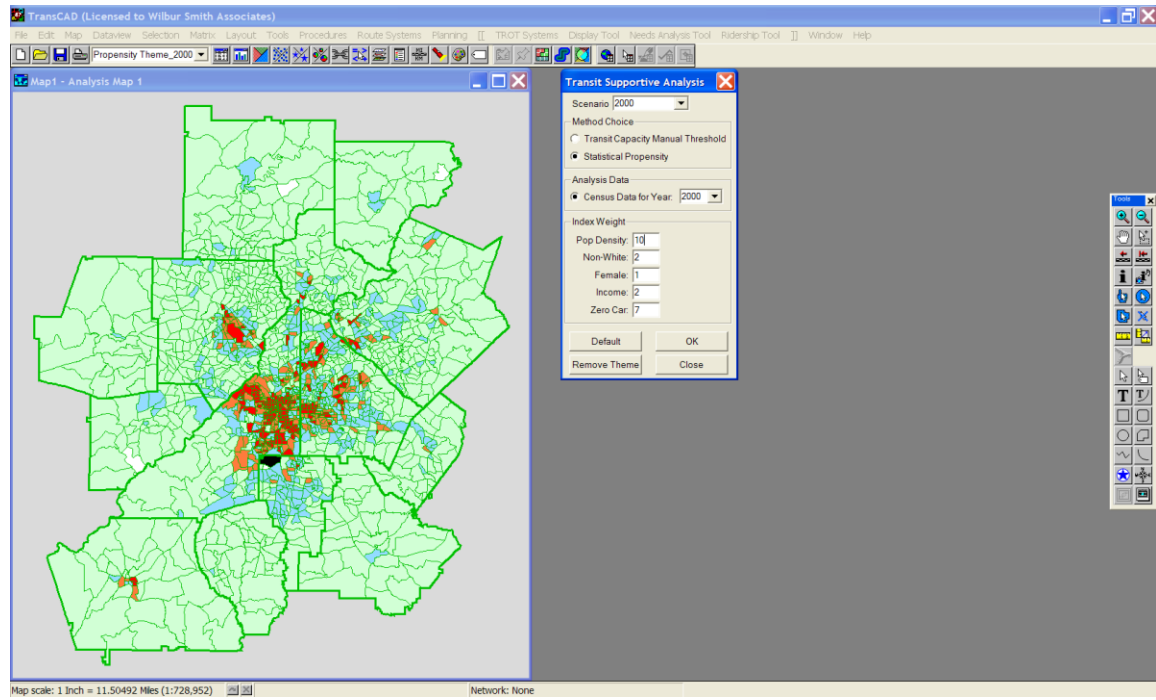 TransCAD (Licensed to Wilbur Smith Associates)
File Edit Map Dataview Selection Matrix Layout Tools Procedures Route Systems Planning [[ TROT Systems Display Tool Needs Analysis Tool Ridership Tool ]] Window Help
Propensity Theme_2000
Map1 - Analysis Map 1
Transit Supportive Analysis
Scenario 2000
Method Choice
Transit Capacity Manual Threshold
Statistical Propensity
Analysis Data
Census Data for Year: 2000
Index Weight
Pop Density: 10
Non-White: 2
Female: 1
Income: 2
Zero Car: 7
Default OK
Remove Theme Close
Tools
Map scale: 1 Inch = 11.50492 Miles (1:728,952) Network: None